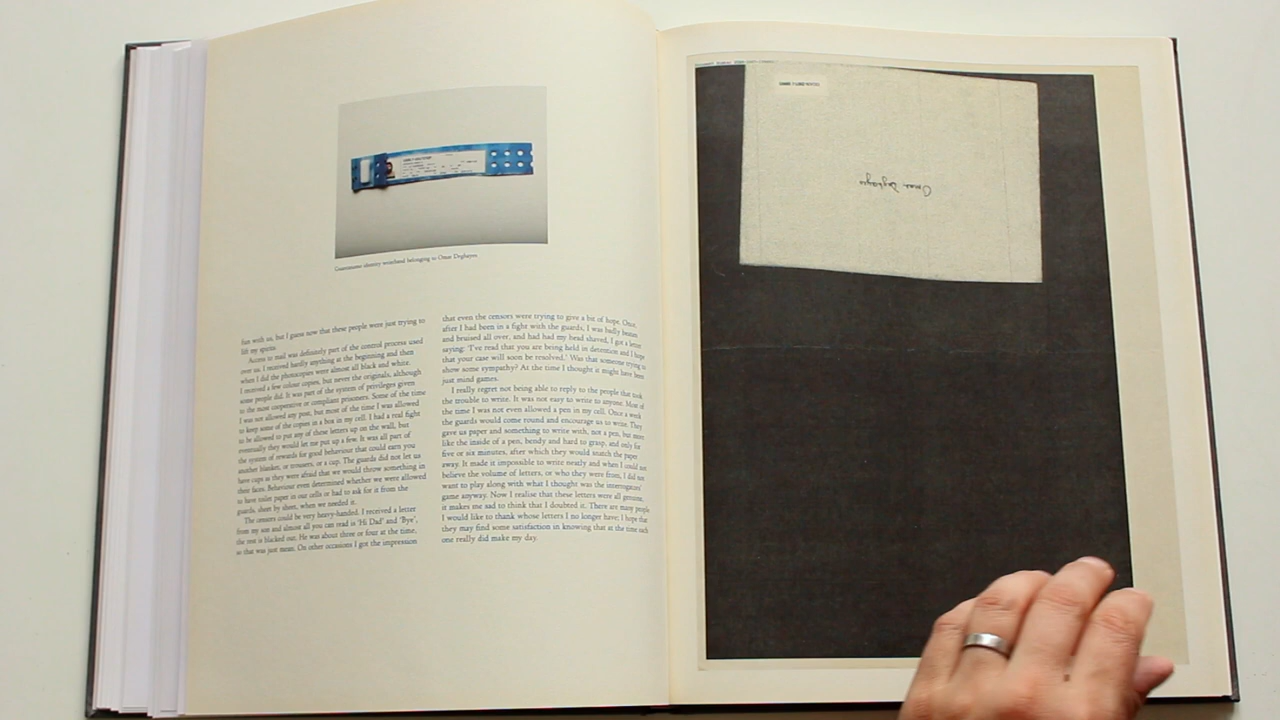 Guantanamo identity wristband belonging to Omar Deghayes.
fun with us, but I guess now that these people were just trying to
lift my spirits.
Access to mail was definitely part of the control process used
over us. I received hardly anything at the beginning and then
when I did the photocopies were almost all black and white.
I received a few colour copies, but never the originals, although
some people did. It was part of the system of privileges given
to the most cooperative or compliant prisoners. Some of the time
I was not allowed any post, but most of the time I was allowed
to keep some of the copies in a box in my cell. I had a real fight
to be allowed to put any of these letters up on the wall, but
eventually they would let me put up a few. It was all part of
the system of rewards for good behaviour that could earn you
another blanket, or trousers, or a cup. The guards did not let us
have cups as they were afraid that we would throw something in
their faces. Behaviour even determined whether we were allowed
to have toilet paper in our cells or had to ask for it from the
guards, sheet by sheet, when we needed it.
The censors could be very heavy-handed. I received a letter
from my son and almost all you can read is 'Hi Dad' and 'Bye',
the rest is blacked out. He was about three or four at the time,
so that was just mean. On other occasions I got the impression
that even the censors were trying to give a bit of hope. Once,
after I had been in a fight with the guards, I was badly beaten
and bruised all over, and had had my head shaved, I got a letter
saying: 'I've read that you are being held in detention and I hope
that your case will soon be resolved.' Was that someone trying to
show some sympathy? At the time I thought it might have been
just mind games.
I really regret not being able to reply to the people that took
the trouble to write. It was not easy to write to anyone. Most of
the time I was not even allowed a pen in my cell. Once a week
the guards would come round and encourage us to write. They
gave us paper and something to write with, not a pen, but more
like the inside of a pen, bendy and hard to grasp, and only for
five or six minutes, after which they would snatch the paper
away. It made it impossible to write neatly and when I could not
believe the volume of letters, or who they were from, I did not
want to play along with what I thought was the interrogators'
game anyway. Now I realise that these letters were all genuine,
it makes me sad to think that I doubted it. There are many people
I would like to thank whose letters I no longer have; I hope that
they may find some satisfaction in knowing that at the time each
one really did make my day.
Omar Deghayes